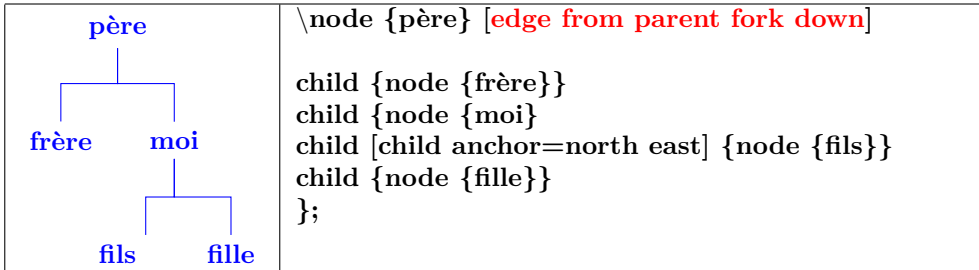 père
frère moi
fils fille
\node {père} [edge from parent fork down]
child {node {frère}}
child {node {moi}
child [child anchor=north east] {node {fils}}
child {node {fille}}
};